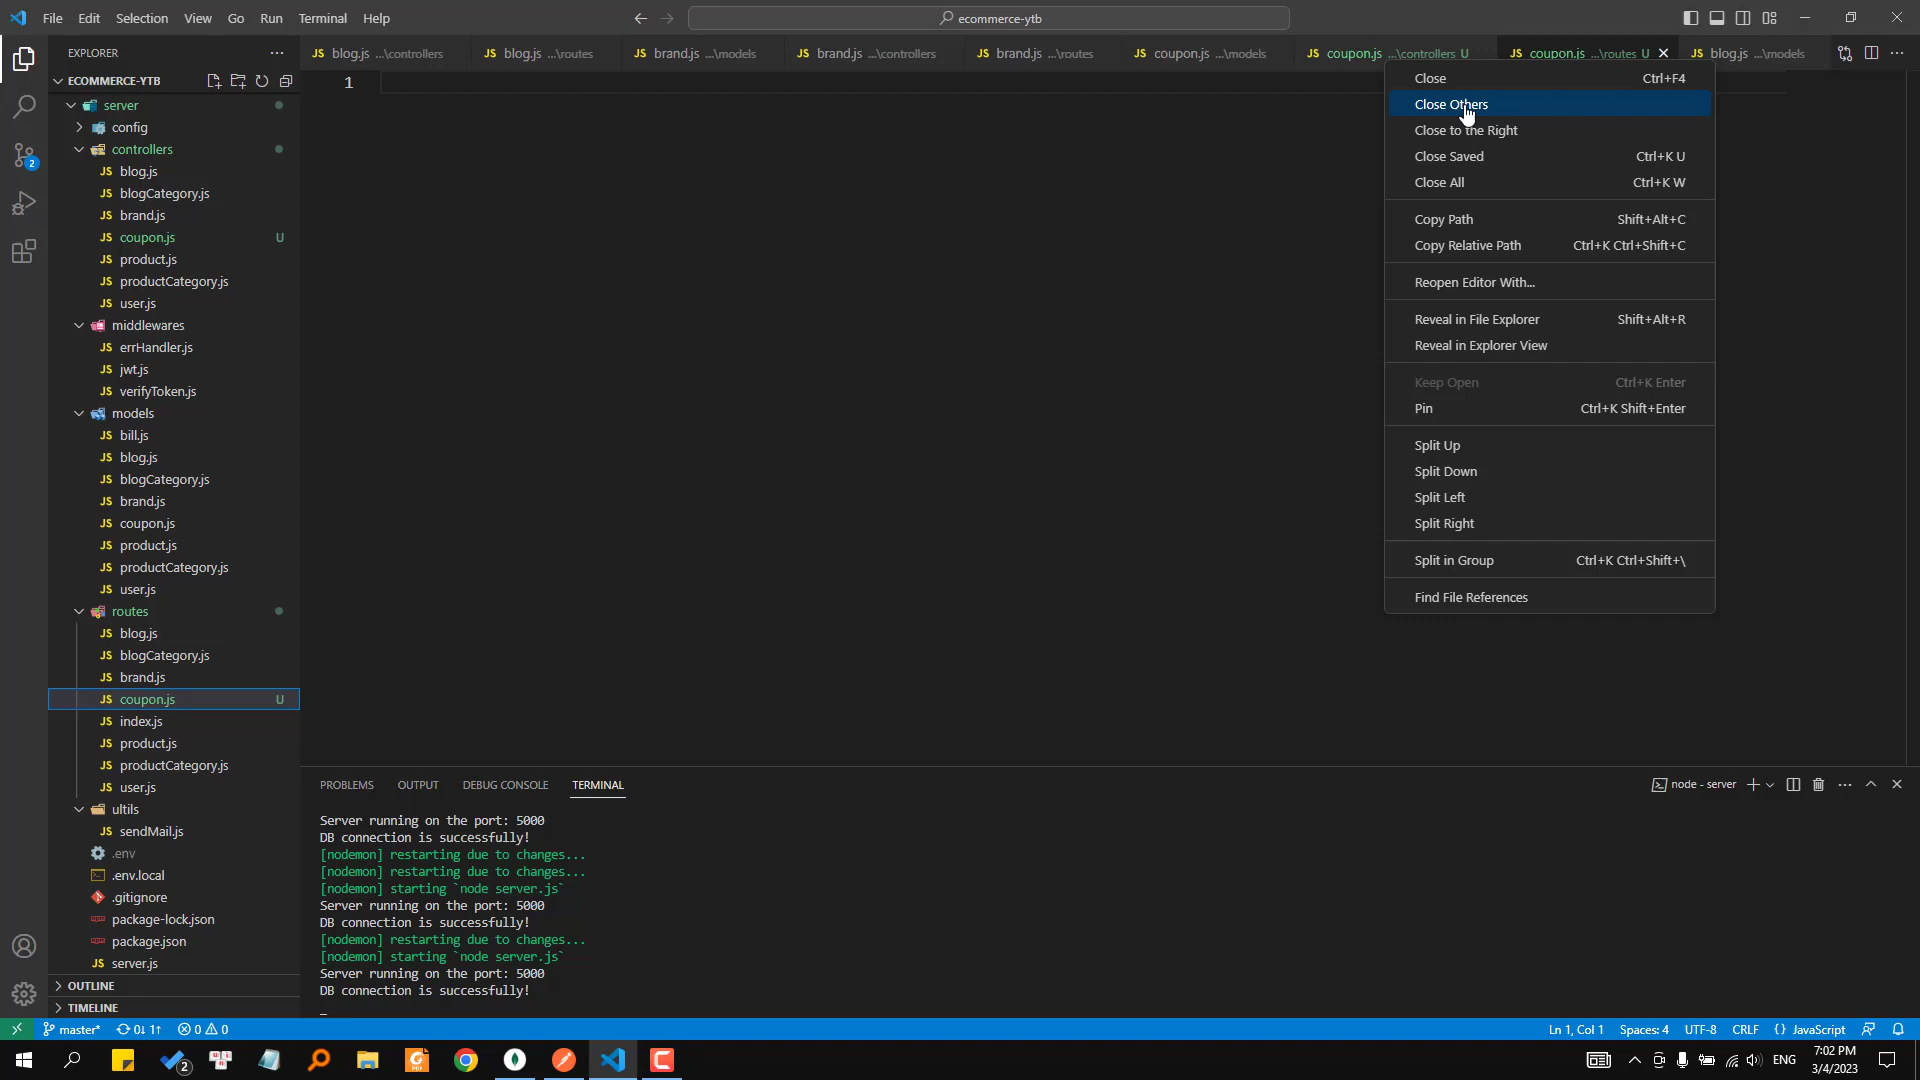 File Edit Selection View Go Run Terminal Help
ecommerce-ytb
EXPLORER
ECOMMERCE-YTB
server
config
controllers
blog.js
blogCategory.js
brand.js
coupon.js U
product.js
productCategory.js
user.js
middlewares
errHandler.js
jwt.js
verifyToken.js
models
bill.js
blog.js
blogCategory.js
brand.js
coupon.js
product.js
productCategory.js
user.js
routes
blog.js
blogCategory.js
brand.js
coupon.js U
index.js
product.js
productCategory.js
user.js
ultils
sendMail.js
.env
.env.local
.gitignore
package-lock.json
package.json
server.js
OUTLINE
TIMELINE
blog.js ...\controllers blog.js ...\routes brand.js ...\models brand.js ...\controllers brand.js ...\routes coupon.js ...\models coupon.js ...\controllers U coupon.js ...\routes U blog.js ...\models
1
Close Ctrl+F4
Close Others
Close to the Right
Close Saved Ctrl+K U
Close All Ctrl+K W
Copy Path Shift+Alt+C
Copy Relative Path Ctrl+K Ctrl+Shift+C
Reopen Editor With...
Reveal in File Explorer Shift+Alt+R
Reveal in Explorer View
Keep Open Ctrl+K Enter
Pin Ctrl+K Shift+Enter
Split Up
Split Down
Split Left
Split Right
Split in Group Ctrl+K Ctrl+Shift+\
Find File References
PROBLEMS OUTPUT DEBUG CONSOLE TERMINAL
node - server
Server running on the port: 5000
DB connection is successfully!
[nodemon] restarting due to changes...
[nodemon] restarting due to changes...
[nodemon] starting `node server.js`
Server running on the port: 5000
DB connection is successfully!
[nodemon] restarting due to changes...
[nodemon] starting `node server.js`
Server running on the port: 5000
DB connection is successfully!
master* 0↓ 1↑ 0 0
Ln 1, Col 1 Spaces: 4 UTF-8 CRLF {} JavaScript
2
2
ENG
7:02 PM
3/4/2023